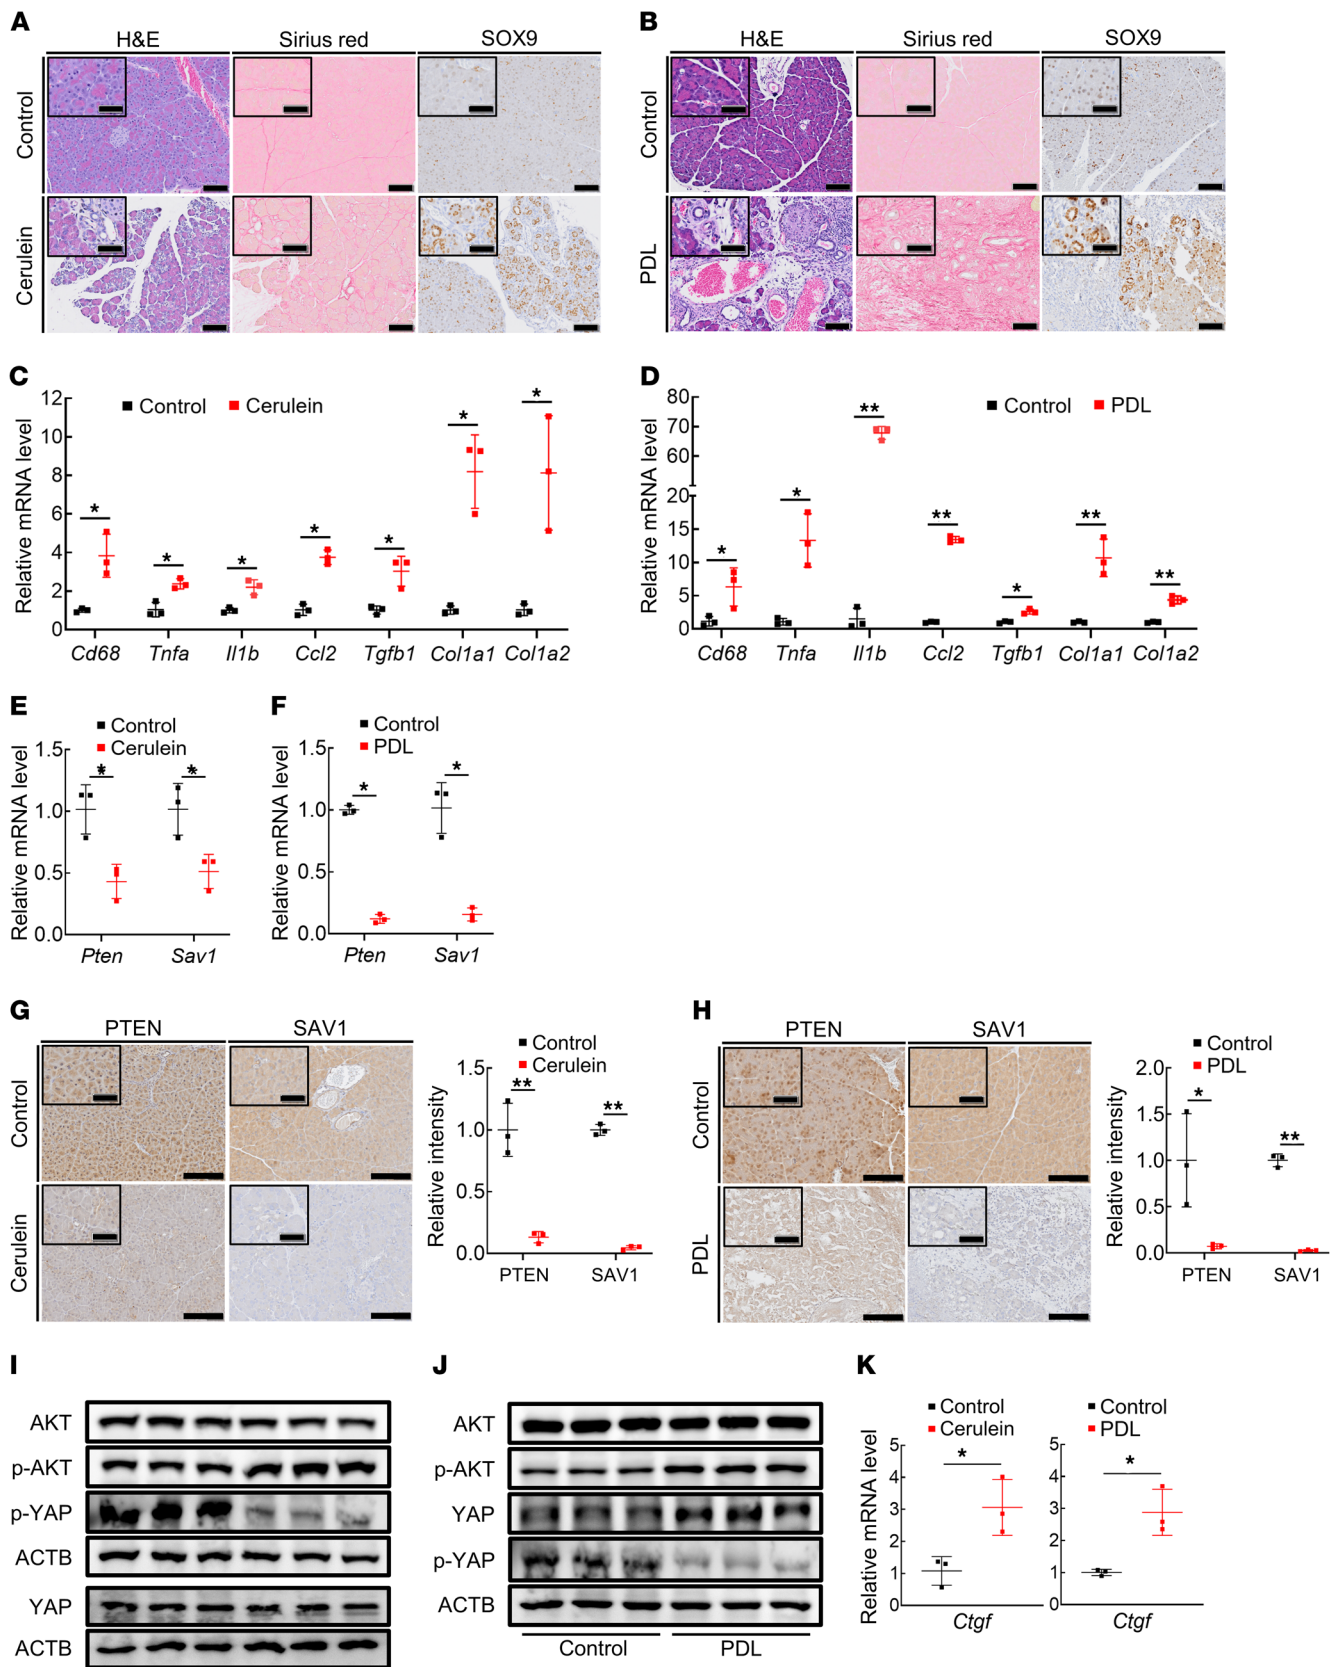 A
H&E Sirius red SOX9
Control
Cerulein
B
H&E Sirius red SOX9
Control
PDL
C
Relative mRNA level
Control Cerulein
12
10
8
6
4
2
0
* * * * * * *
Cd68 Tnfa Il1b Ccl2 Tgfb1 Col1a1 Col1a2
D
Relative mRNA level
Control PDL
80
70
60
20
15
10
5
0
* * ** ** * ** **
Cd68 Tnfa Il1b Ccl2 Tgfb1 Col1a1 Col1a2
E
Control
Cerulein
Relative mRNA level
1.5
1.0
0.5
0.0
* *
Pten Sav1
F
Control
PDL
Relative mRNA level
1.5
1.0
0.5
0.0
* *
Pten Sav1
G
PTEN SAV1
Control
Cerulein
Control
Cerulein
Relative intensity
1.5
1.0
0.5
0.0
** **
PTEN SAV1
H
PTEN SAV1
Control
PDL
Control
PDL
Relative intensity
2.0
1.5
1.0
0.5
0.0
* **
PTEN SAV1
I
AKT
p-AKT
p-YAP
ACTB
YAP
ACTB
J
AKT
p-AKT
YAP
p-YAP
ACTB
Control PDL
K
Control
Cerulein
Relative mRNA level
5
4
3
2
1
0
*
Ctgf
Control
PDL
5
4
3
2
1
0
*
Ctgf